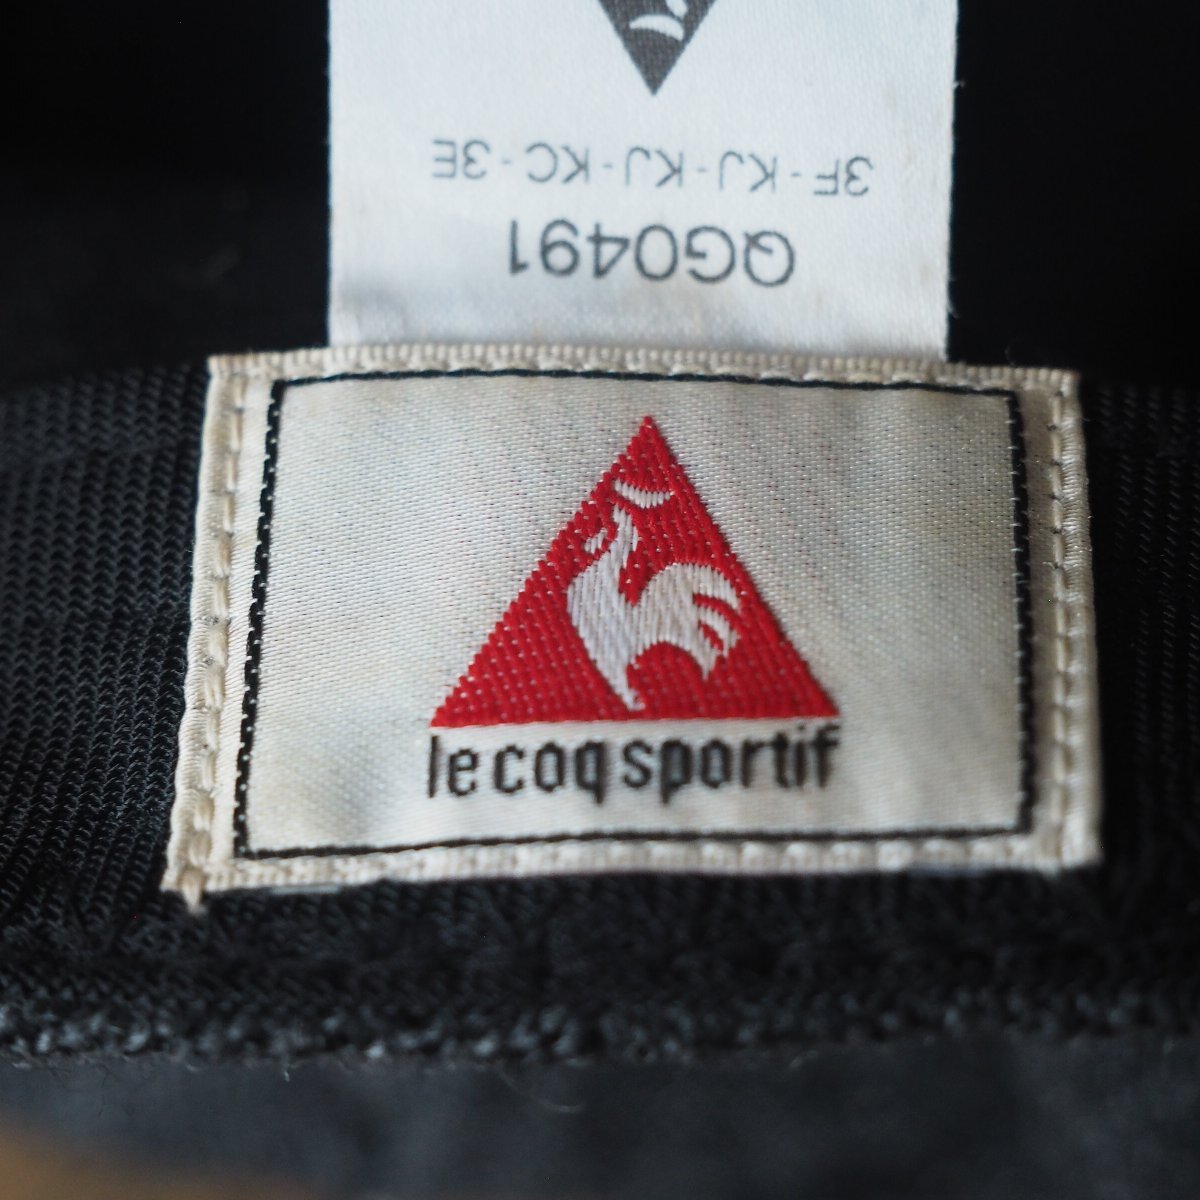 3F-KJ-KJ-KC-3E
QG0491
le coq sportif